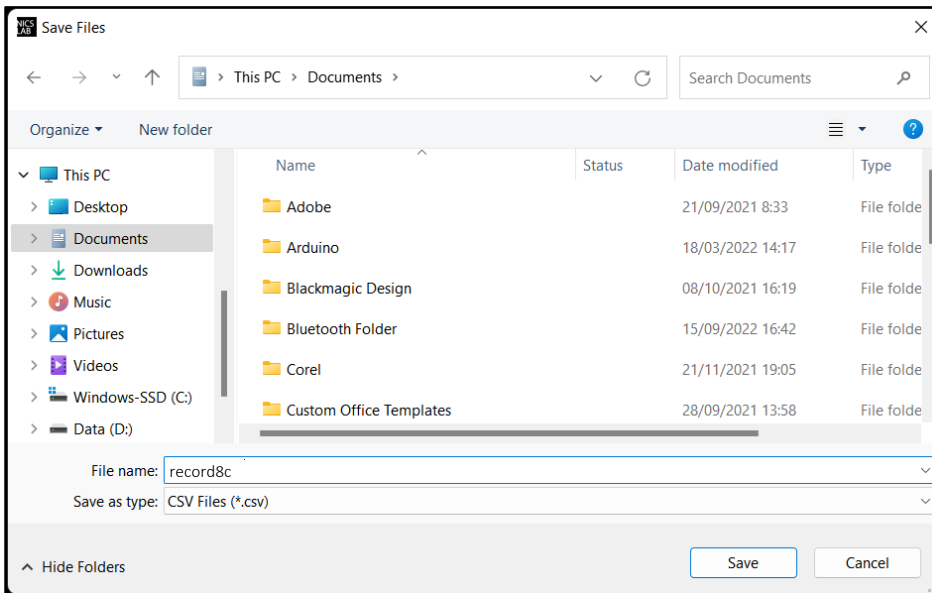 NICS LAB Save Files
This PC > Documents >
Search Documents
Organize New folder
Name Status Date modified Type
This PC
Desktop
Documents
Downloads
Music
Pictures
Videos
Windows-SSD (C:)
Data (D:)
Adobe 21/09/2021 8:33 File folde
Arduino 18/03/2022 14:17 File folde
Blackmagic Design 08/10/2021 16:19 File folde
Bluetooth Folder 15/09/2022 16:42 File folde
Corel 21/11/2021 19:05 File folde
Custom Office Templates 28/09/2021 13:58 File folde
File name: record8c
Save as type: CSV Files (*.csv)
Hide Folders
Save Cancel